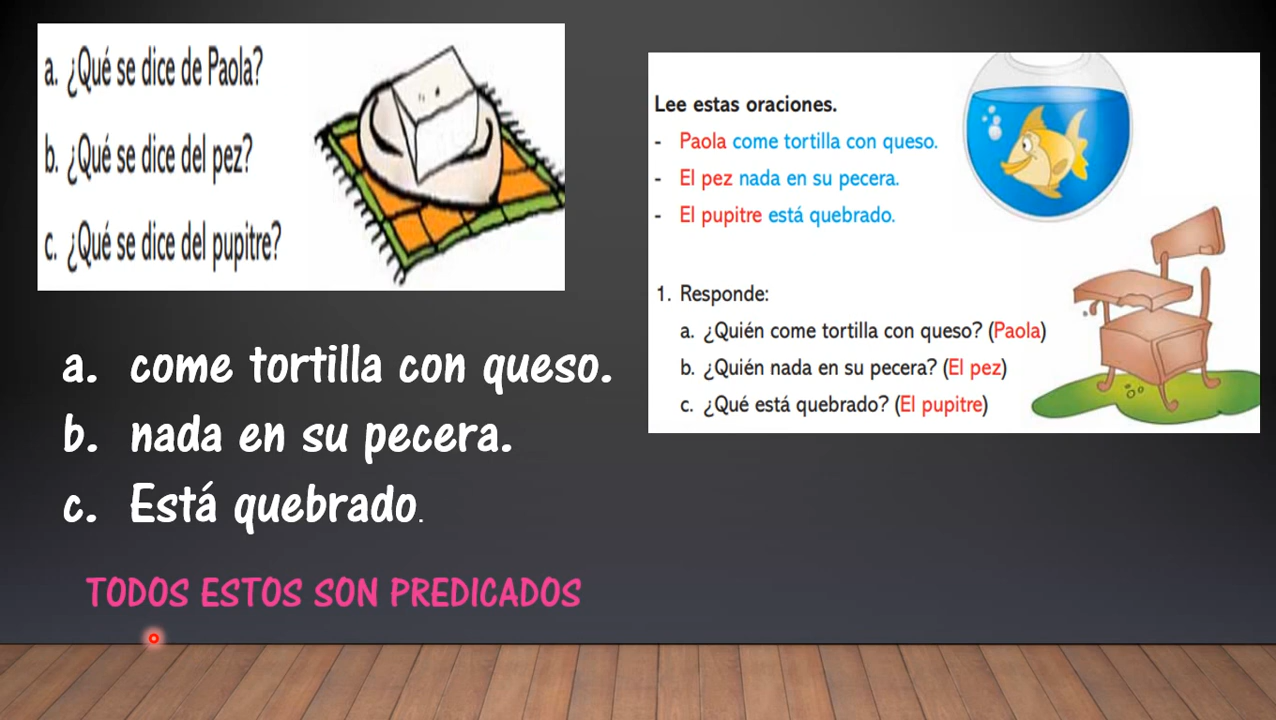 a. ¿Qué se dice de Paola?
b. ¿Qué se dice del pez?
c. ¿Qué se dice del pupitre?
a. come tortilla con queso.
b. nada en su pecera.
c. Está quebrado.
TODOS ESTOS SON PREDICADOS
Lee estas oraciones.
- Paola come tortilla con queso.
- El pez nada en su pecera.
- El pupitre está quebrado.
1. Responde:
a. ¿Quién come tortilla con queso? (Paola)
b. ¿Quién nada en su pecera? (El pez)
c. ¿Qué está quebrado? (El pupitre)